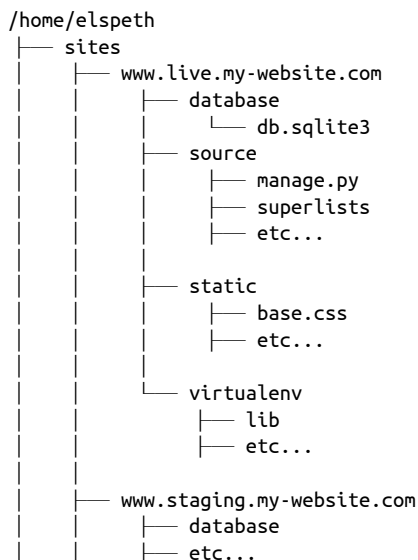 /home/elspeth
├── sites
│   ├── www.live.my-website.com
│   │   ├── database
│   │   │   └── db.sqlite3
│   │   ├── source
│   │   │   ├── manage.py
│   │   │   ├── superlists
│   │   │   ├── etc...
│   │   │
│   │   ├── static
│   │   │   ├── base.css
│   │   │   ├── etc...
│   │   │
│   │   └── virtualenv
│   │       ├── lib
│   │       ├── etc...
│   │
│   ├── www.staging.my-website.com
│   │   ├── database
│   │   ├── etc...